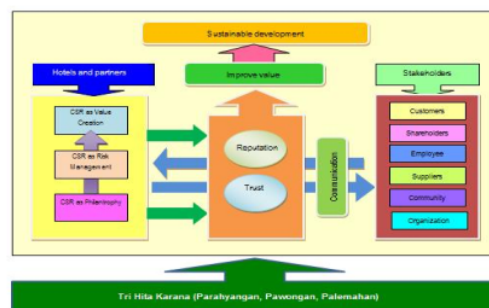 Sustainable development
Hotels and partners
Improve value
Stakeholders
CSR as Value
Creation
CSR as Risk
Management
CSR as Philantropy
Reputation
Trust
Communication
Customers
Shareholders
Employee
Suppliers
Community
Organization
Tri Hita Karana (Parahyangan, Pawongan, Palemahan)